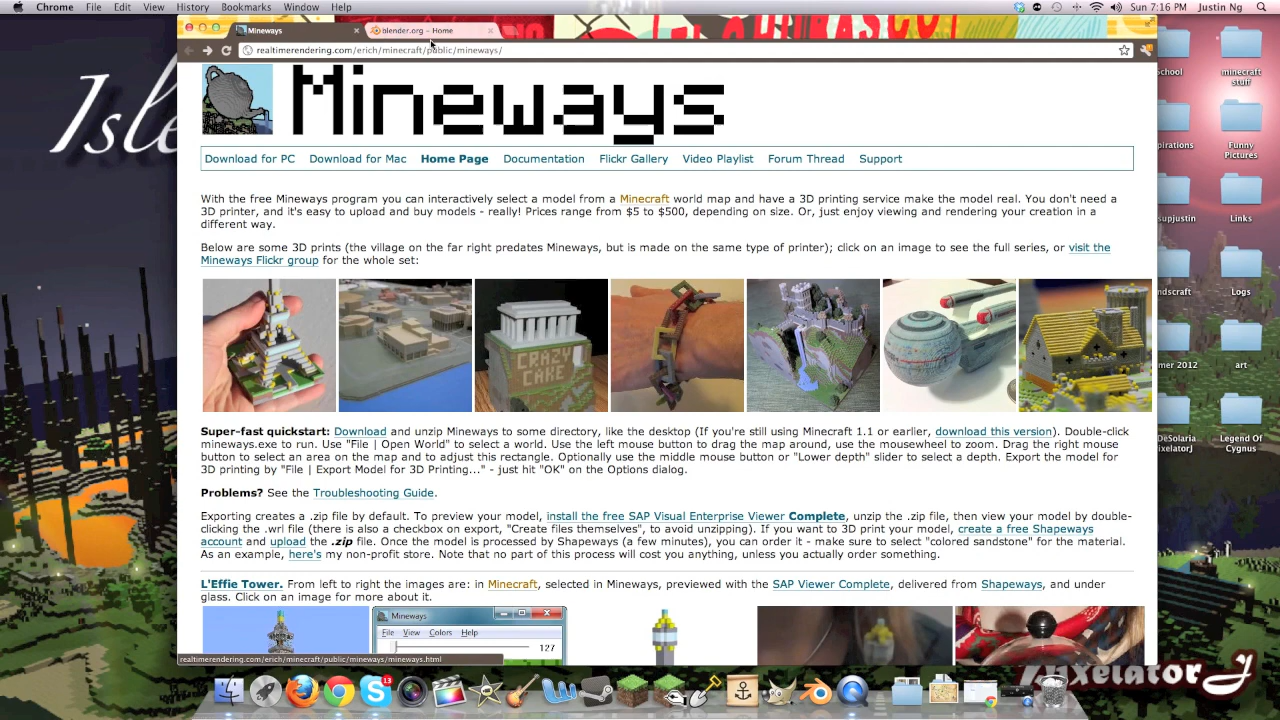 Chrome File Edit View History Bookmarks Window Help Sun 7:16 PM Justin Ng
Mineways
blender.org - Home
realtimerendering.com/erich/minecraft/public/mineways/
Isle
Mineways
Download for PC Download for Mac Home Page Documentation Flickr Gallery Video Playlist Forum Thread Support
With the free Mineways program you can interactively select a model from a Minecraft world map and have a 3D printing service make the model real. You don't need a
3D printer, and it's easy to upload and buy models - really! Prices range from $5 to $500, depending on size. Or, just enjoy viewing and rendering your creation in a
different way.
Below are some 3D prints (the village on the far right predates Mineways, but is made on the same type of printer); click on an image to see the full series, or visit the
Mineways Flickr group for the whole set:
CRAZY
CAKE
Super-fast quickstart: Download and unzip Mineways to some directory, like the desktop (If you're still using Minecraft 1.1 or earlier, download this version). Double-click
mineways.exe to run. Use "File | Open World" to select a world. Use the left mouse button to drag the map around, use the mousewheel to zoom. Drag the right mouse
button to select an area on the map and to adjust this rectangle. Optionally use the middle mouse button or "Lower depth" slider to select a depth. Export the model for
3D printing by "File | Export Model for 3D Printing..." - just hit "OK" on the Options dialog.
Problems? See the Troubleshooting Guide.
Exporting creates a .zip file by default. To preview your model, install the free SAP Visual Enterprise Viewer Complete, unzip the .zip file, then view your model by double-
clicking the .wrl file (there is also a checkbox on export, "Create files themselves", to avoid unzipping). If you want to 3D print your model, create a free Shapeways
account and upload the .zip file. Once the model is processed by Shapeways (a few minutes), you can order it - make sure to select "colored sandstone" for the material.
As an example, here's my non-profit store. Note that no part of this process will cost you anything, unless you actually order something.
L'Effie Tower. From left to right the images are: in Minecraft, selected in Mineways, previewed with the SAP Viewer Complete, delivered from Shapeways, and under
glass. Click on an image for more about it.
Mineways
File View Colors Help
127
realtimerendering.com/erich/minecraft/public/mineways/mineways.html
School
minecraft
stuff
pirations
Funny
Pictures
supjustin
Links
ndscraft
Logs
mer 2012
art
DeSolaria
ixelatorJ
Legend Of
Cygnus
13
ixelator J